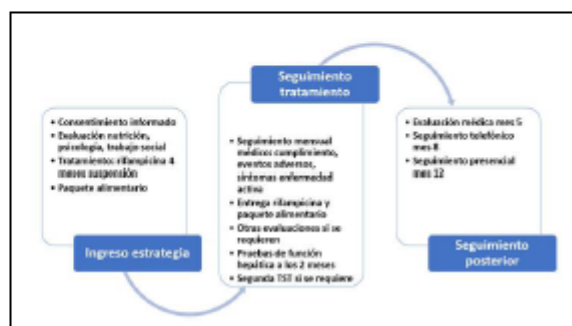 • Consentimiento informado
• Evaluación nutrición,
psicología, trabajo social
• Tratamiento: rifampicina 4
meses suspensión
• Paquete alimentario
Ingreso estrategia
Seguimiento
tratamiento
• Seguimiento mensual
médicos cumplimiento,
eventos adversos,
síntomas enfermedad
activa
• Entrega rifampicina y
paquete alimentario
• Otras evaluaciones si se
requieren
• Pruebas de función
hepática a los 2 meses
• Segunda TST si se requiere
• Evaluación médica mes 5
• Seguimiento telefónico
mes 8
• Seguimiento presencial
mes 12
Seguimiento
posterior